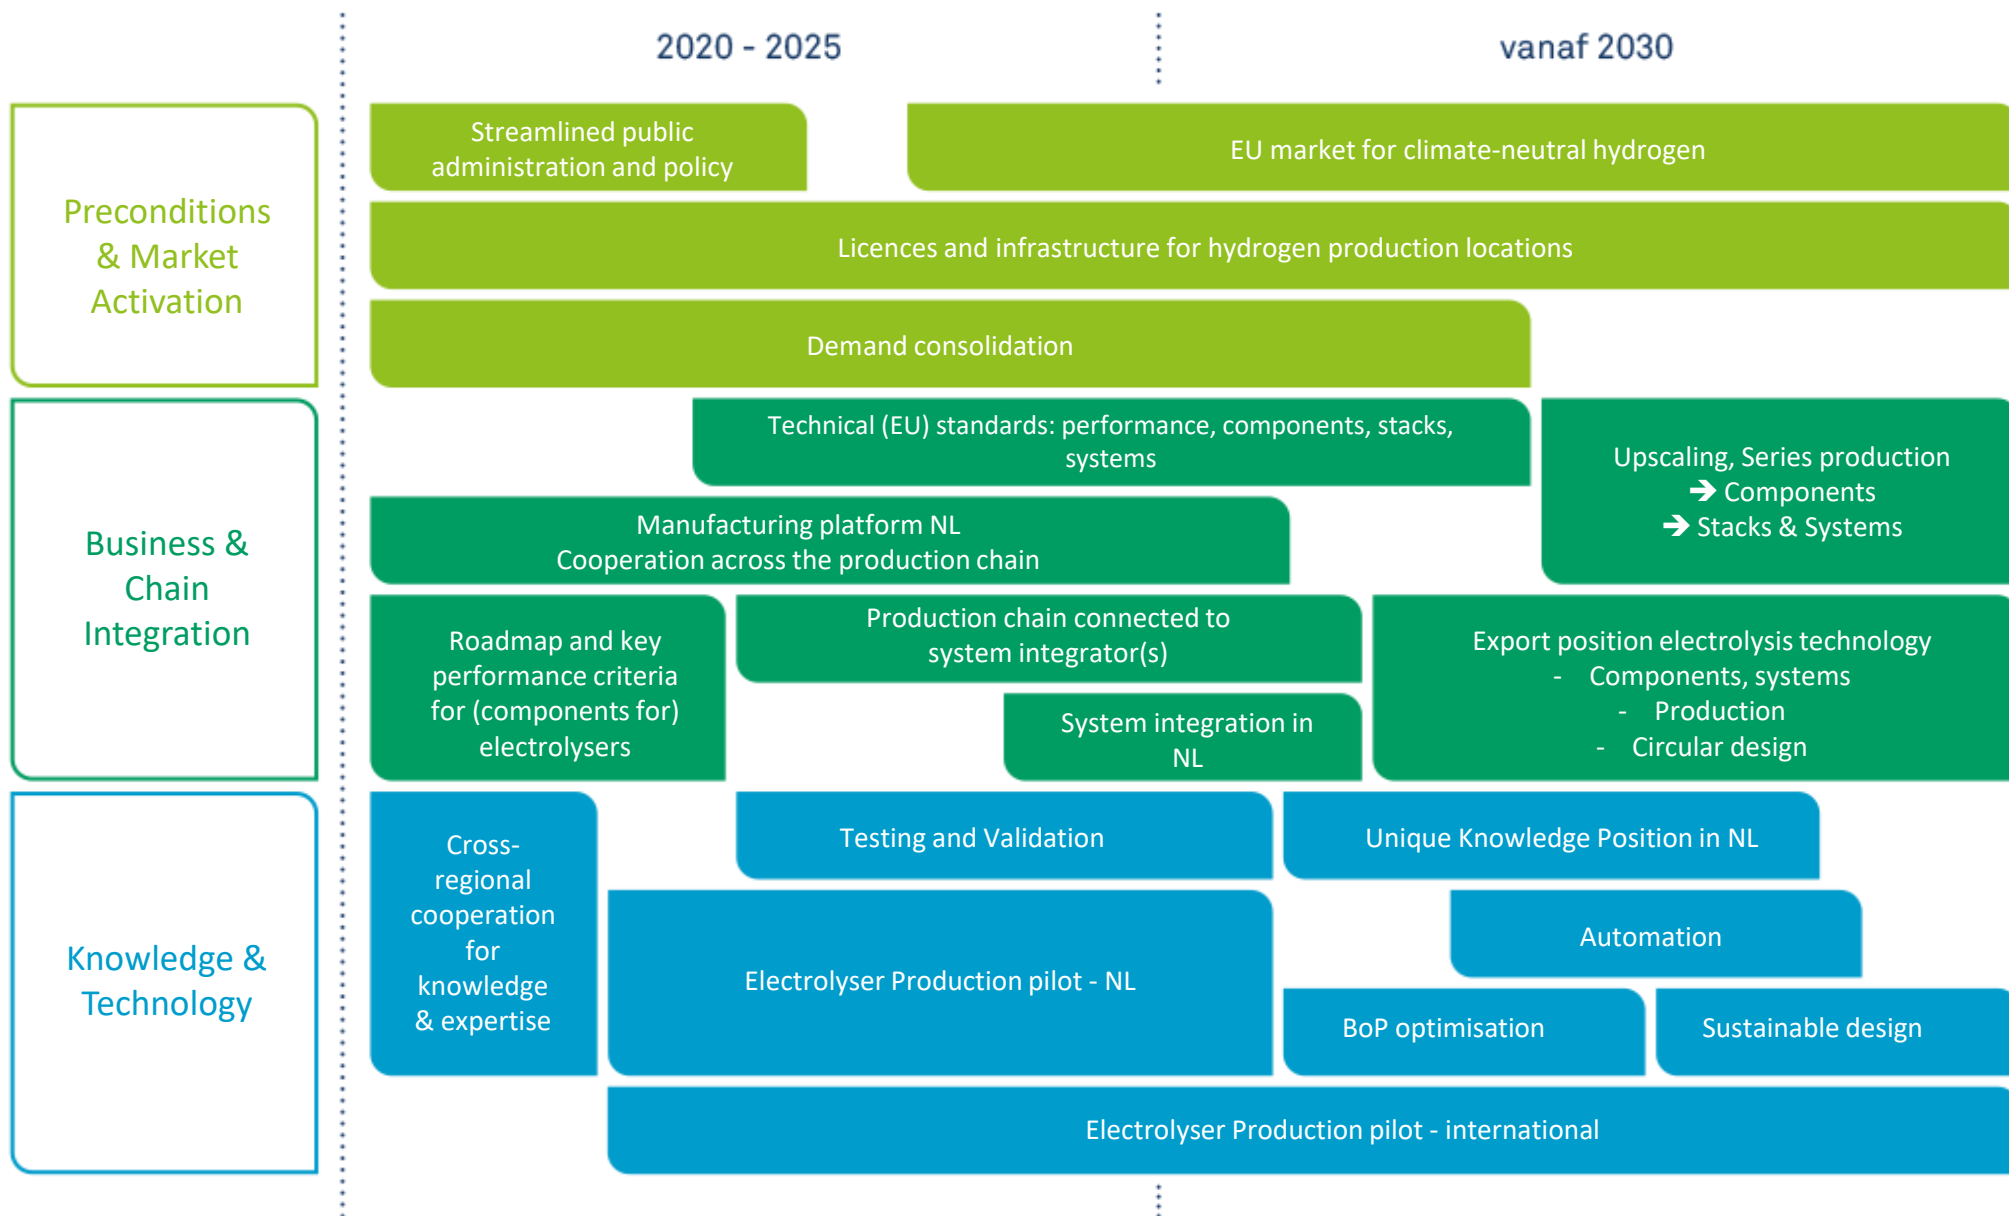 2020 - 2025
vanaf 2030
Preconditions
& Market
Activation
Streamlined public
administration and policy
EU market for climate-neutral hydrogen
Licences and infrastructure for hydrogen production locations
Demand consolidation
Business &
Chain
Integration
Technical (EU) standards: performance, components, stacks,
systems
Upscaling, Series production
➔ Components
➔ Stacks & Systems
Manufacturing platform NL
Cooperation across the production chain
Roadmap and key
performance criteria
for (components for)
electrolysers
Production chain connected to
system integrator(s)
System integration in
NL
Export position electrolysis technology
- Components, systems
- Production
- Circular design
Knowledge &
Technology
Cross-
regional
cooperation
for
knowledge
& expertise
Testing and Validation
Unique Knowledge Position in NL
Electrolyser Production pilot - NL
Automation
BoP optimisation
Sustainable design
Electrolyser Production pilot - international